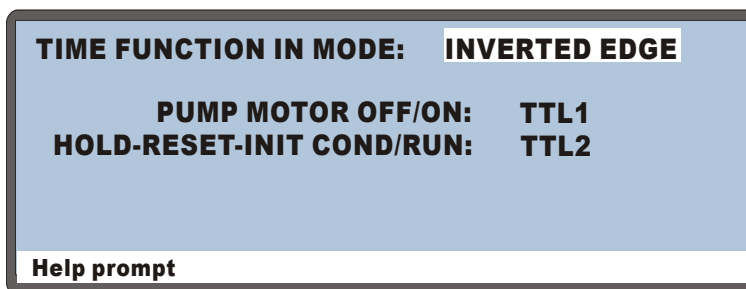 TIME FUNCTION IN MODE: INVERTED EDGE
PUMP MOTOR OFF/ON: TTL1
HOLD-RESET-INIT COND/RUN: TTL2
Help prompt